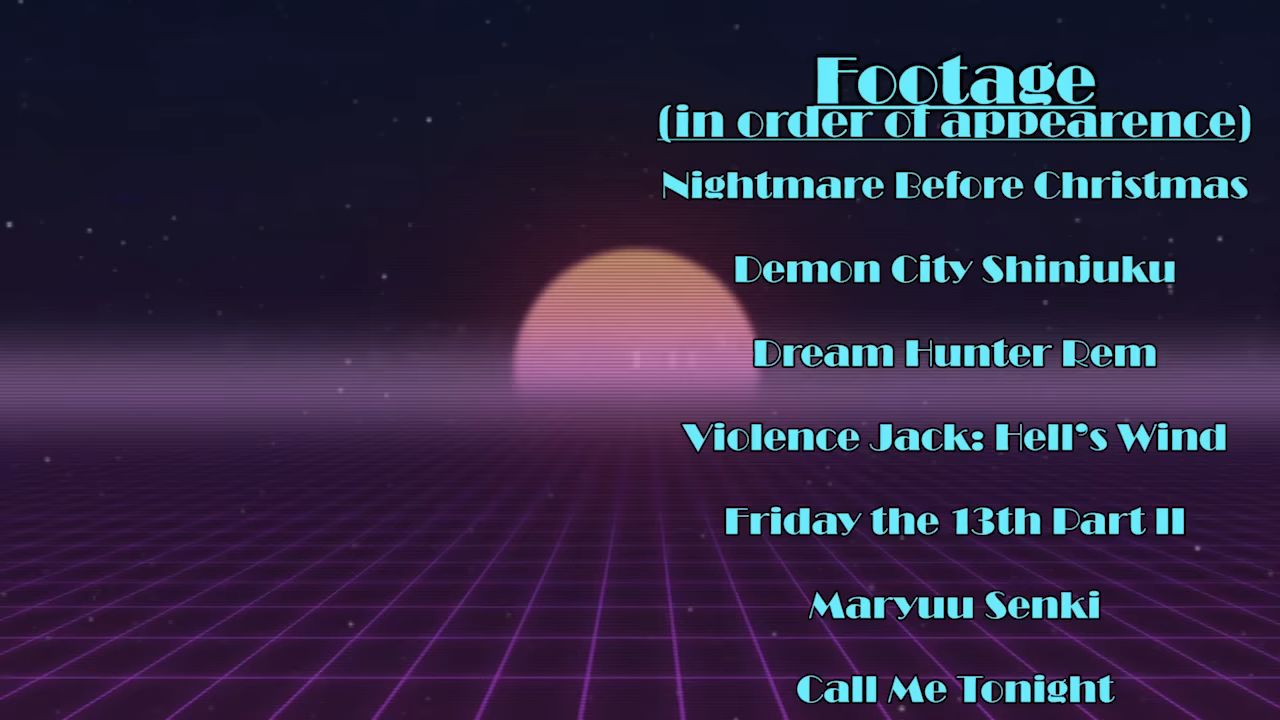 Footage
(in order of appearence)
Nightmare Before Christmas
Demon City Shinjuku
Dream Hunter Rem
Violence Jack: Hell's Wind
Friday the 13th Part II
Maryuu Senki
Call Me Tonight